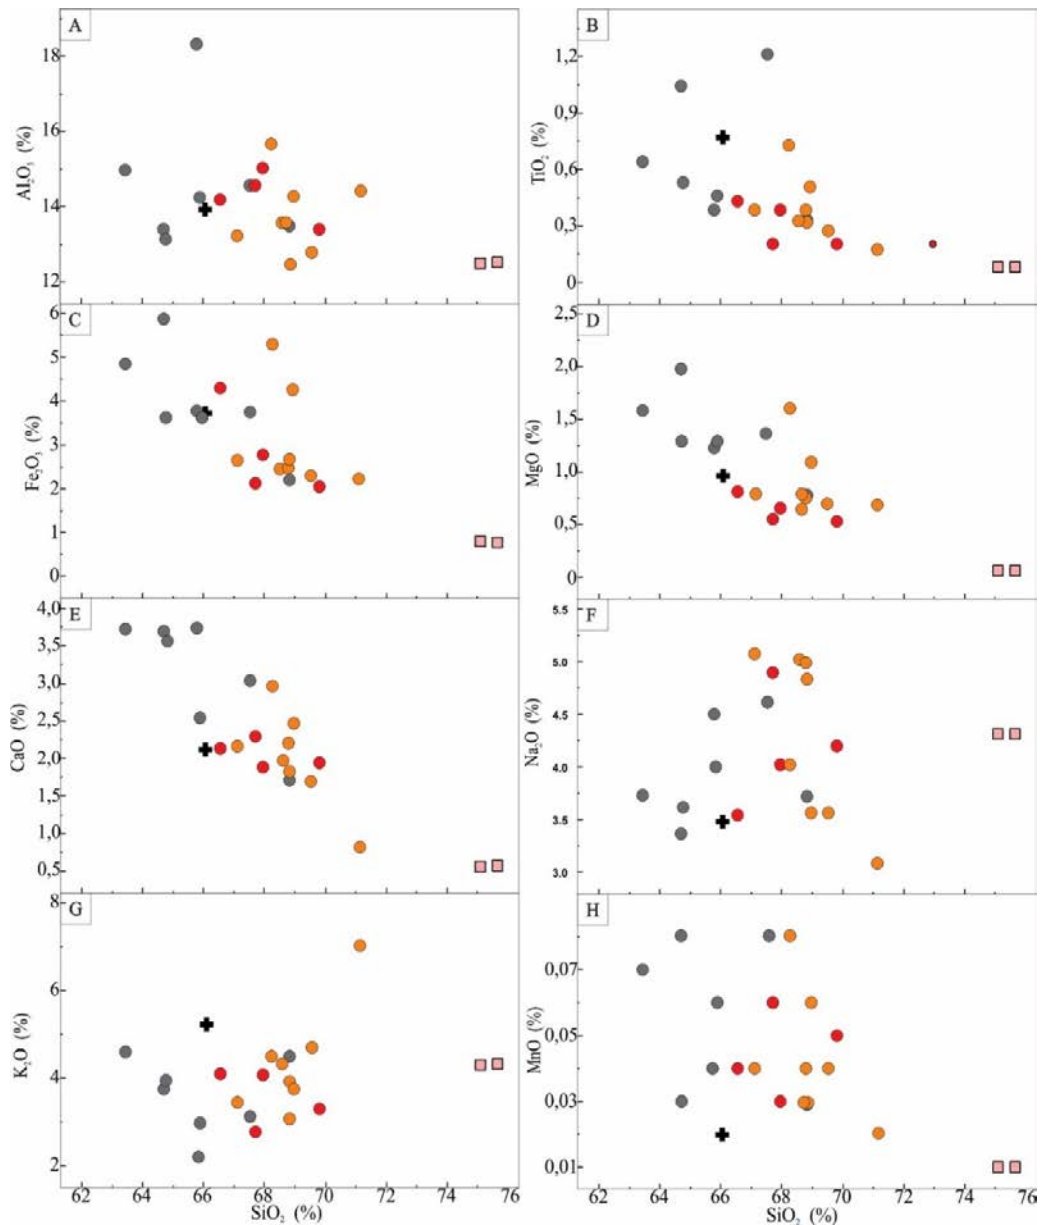 A
18
16
14
12
Al₂O₃ (%)
B
1,2
0,9
0,6
0,3
0
TiO₂ (%)
C
6
5
4
3
2
1
0
Fe₂O₃ (%)
D
2,5
2,0
1,5
1,0
0,5
0
MgO (%)
E
4,0
3,5
3,0
2,5
2,0
1,5
1,0
0,5
CaO (%)
F
5.5
5.0
4.5
4.0
3.5
3.0
Na₂O (%)
G
8
6
4
2
K₂O (%)
62 64 66 68 70 72 74 76
SiO₂ (%)
H
0,07
0,05
0,03
0,01
MnO (%)
62 64 66 68 70 72 74 76
SiO₂ (%)